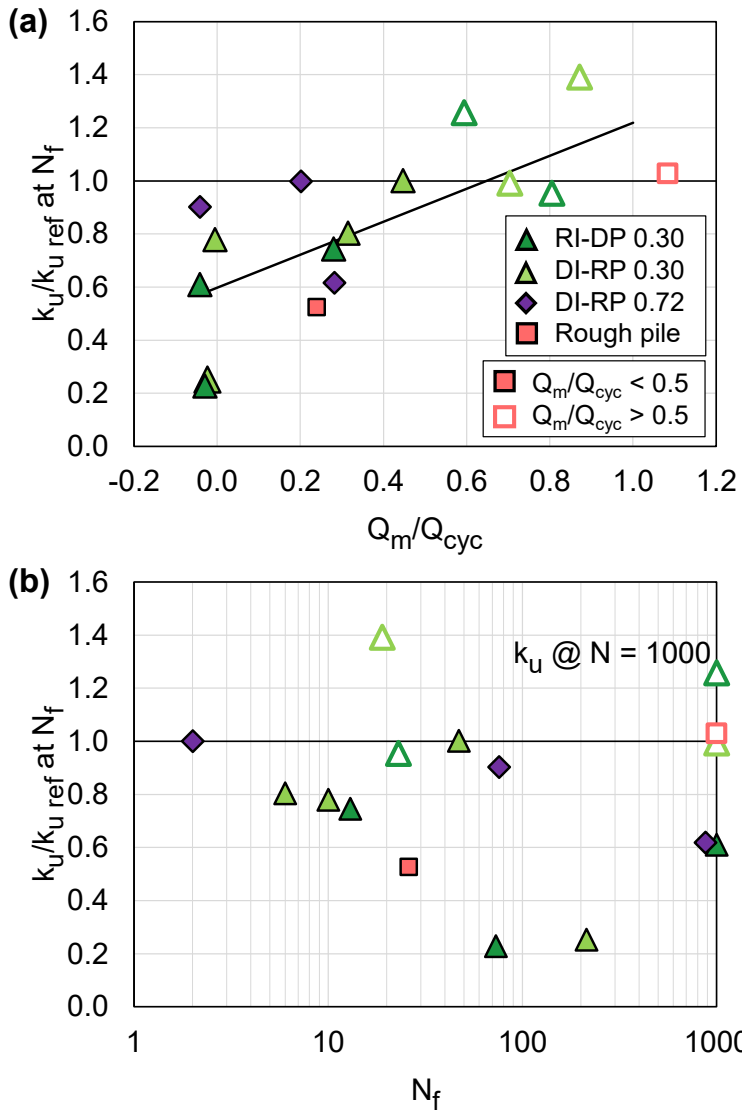 (a)
k_u/k_u ref at N_f
1.6
1.4
1.2
1.0
0.8
0.6
0.4
0.2
0.0
RI-DP 0.30
DI-RP 0.30
DI-RP 0.72
Rough pile
Q_m/Q_cyc < 0.5
Q_m/Q_cyc > 0.5
-0.2 0.0 0.2 0.4 0.6 0.8 1.0 1.2
Q_m/Q_cyc
(b)
k_u/k_u ref at N_f
1.6
1.4
1.2
1.0
0.8
0.6
0.4
0.2
0.0
k_u @ N = 1000
1 10 100 1000
N_f